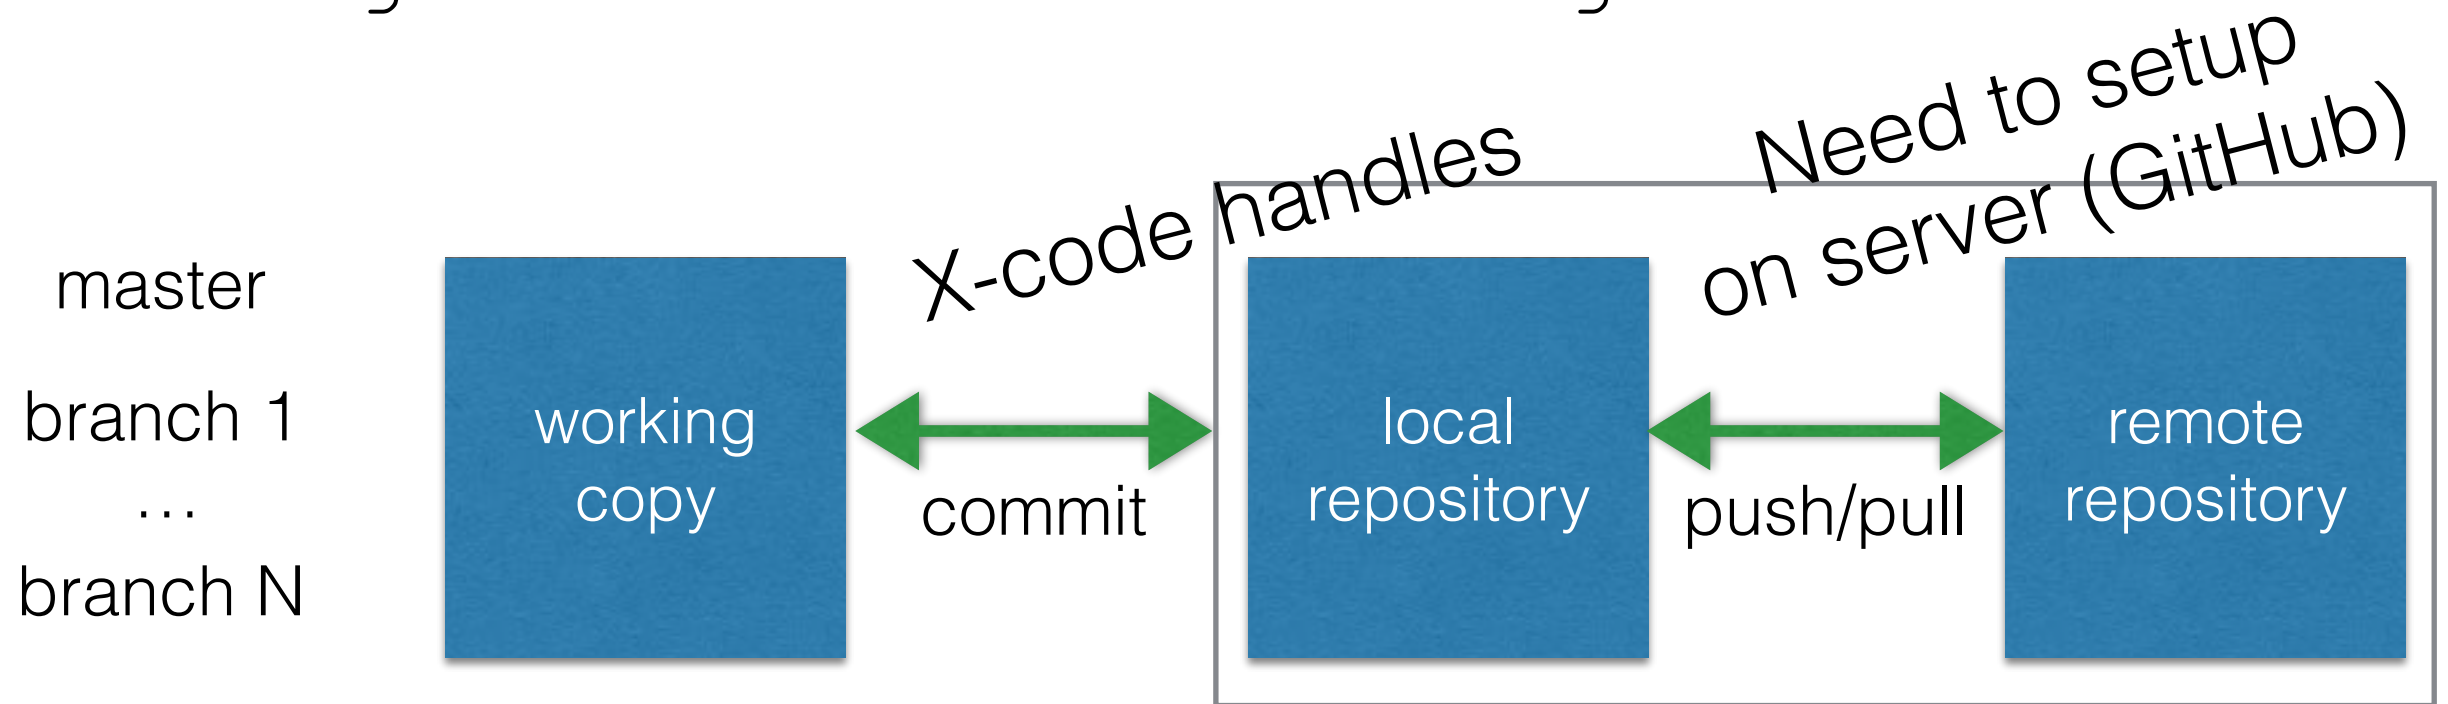 X-code handles
Need to setup
on server (GitHub)
master
branch 1
…
branch N
working
copy
commit
local
repository
push/pull
remote
repository